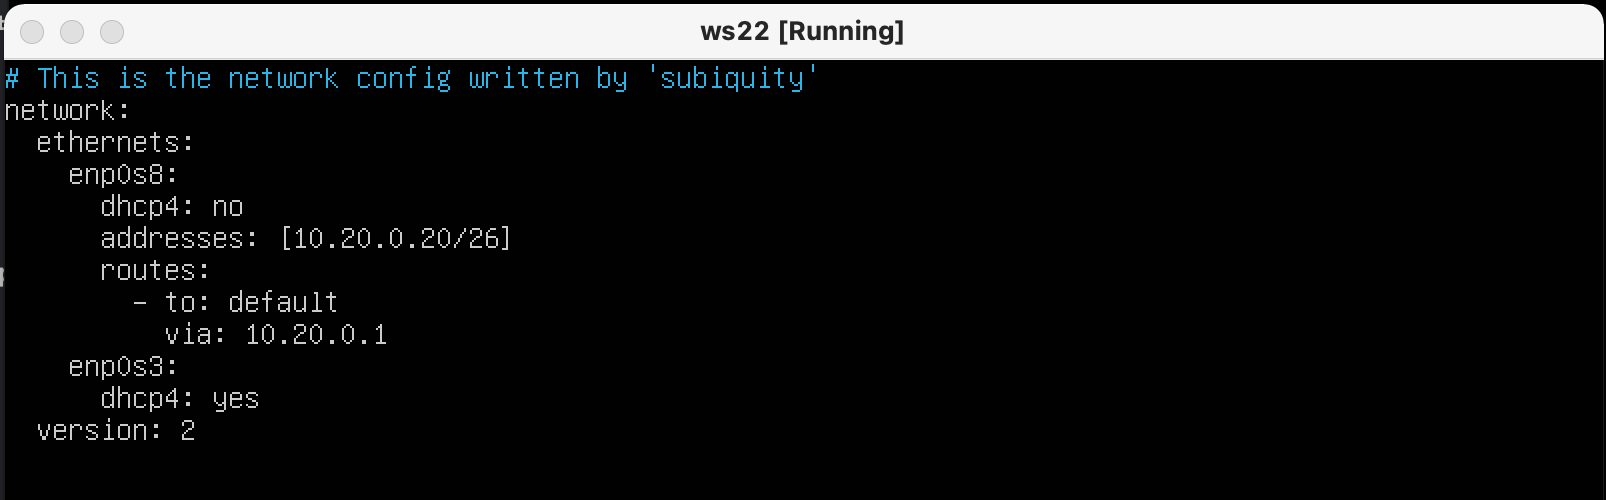 ws22 [Running]
# This is the network config written by 'subiquity'
network:
  ethernets:
    enp0s8:
      dhcp4: no
      addresses: [10.20.0.20/26]
      routes:
        - to: default
          via: 10.20.0.1
    enp0s3:
      dhcp4: yes
  version: 2